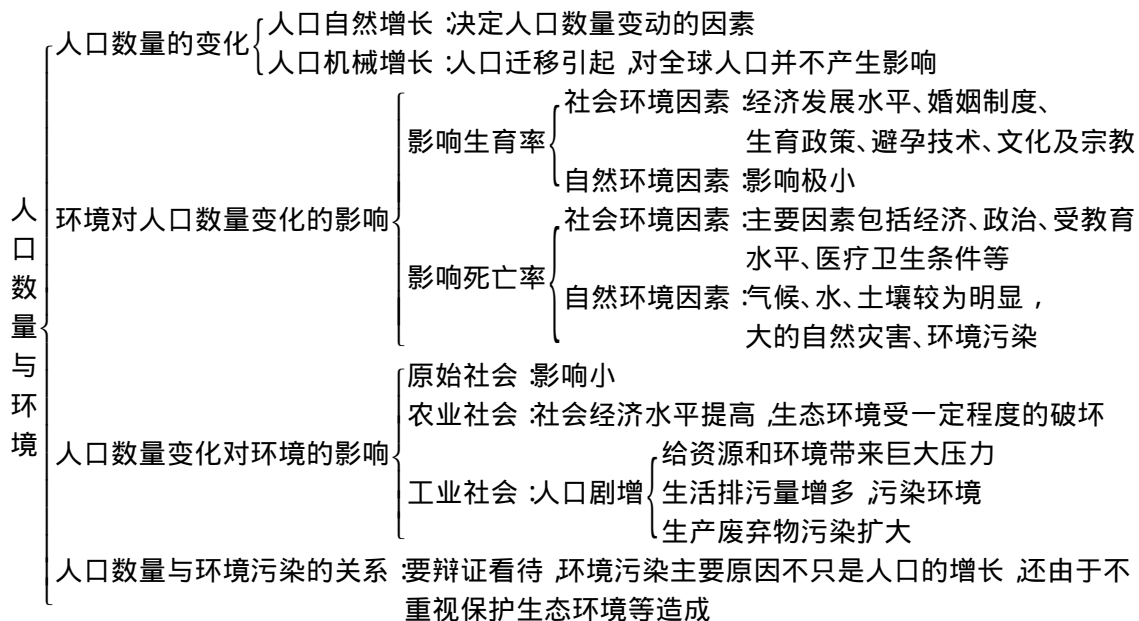 人口数量与环境
人口数量的变化
人口自然增长:决定人口数量变动的因素
人口机械增长:人口迁移引起,对全球人口并不产生影响
环境对人口数量变化的影响
影响生育率
社会环境因素:经济发展水平、婚姻制度、
生育政策、避孕技术、文化及宗教
自然环境因素:影响极小
影响死亡率
社会环境因素:主要因素包括经济、政治、受教育
水平、医疗卫生条件等
自然环境因素:气候、水、土壤较为明显,
大的自然灾害、环境污染
人口数量变化对环境的影响
原始社会:影响小
农业社会:社会经济水平提高,生态环境受一定程度的破坏
工业社会:人口剧增
给资源和环境带来巨大压力
生活排污量增多,污染环境
生产废弃物污染扩大
人口数量与环境污染的关系:要辩证看待,环境污染主要原因不只是人口的增长,还由于不
重视保护生态环境等造成